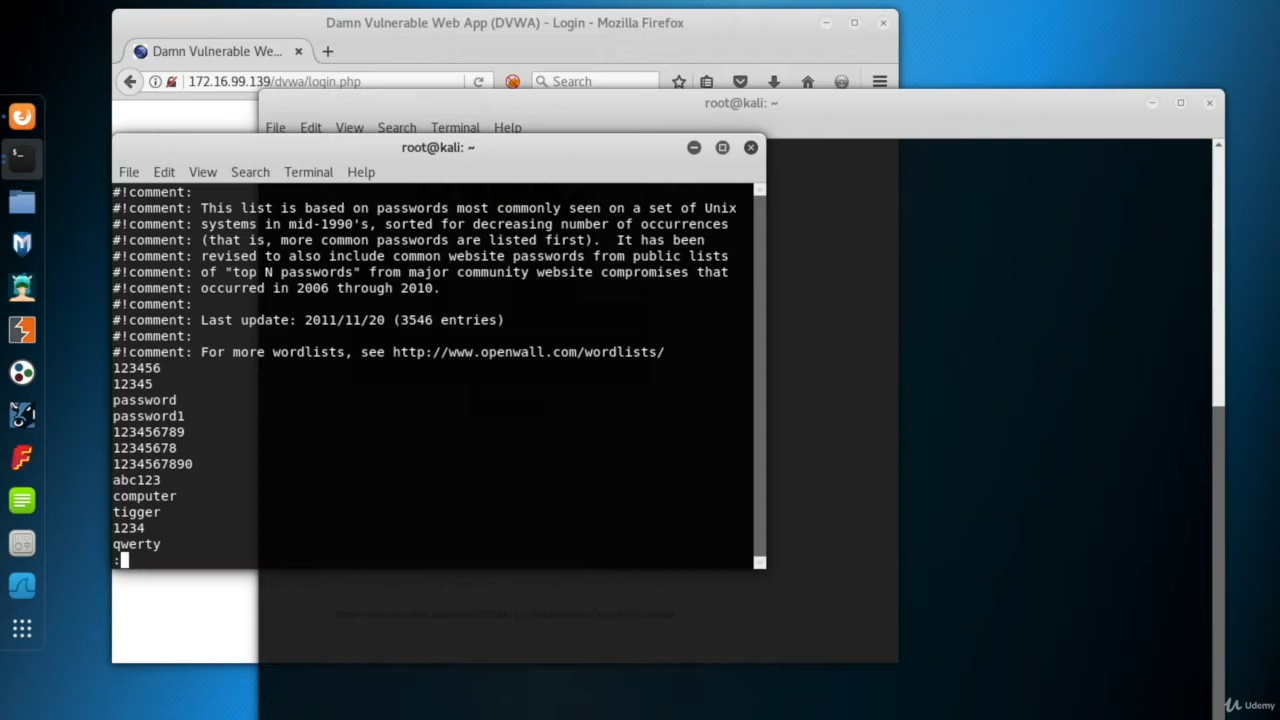 Damn Vulnerable Web App (DVWA) - Login - Mozilla Firefox
Damn Vulnerable We...
172.16.99.139/dvwa/login.php
Search
root@kali: ~
File Edit View Search Terminal Help
root@kali: ~
File Edit View Search Terminal Help
#!comment:
#!comment: This list is based on passwords most commonly seen on a set of Unix
#!comment: systems in mid-1990's, sorted for decreasing number of occurrences
#!comment: (that is, more common passwords are listed first).  It has been
#!comment: revised to also include common website passwords from public lists
#!comment: of "top N passwords" from major community website compromises that
#!comment: occurred in 2006 through 2010.
#!comment:
#!comment: Last update: 2011/11/20 (3546 entries)
#!comment:
#!comment: For more wordlists, see http://www.openwall.com/wordlists/
123456
12345
password
password1
123456789
12345678
1234567890
abc123
computer
tigger
1234
qwerty
:
Udemy